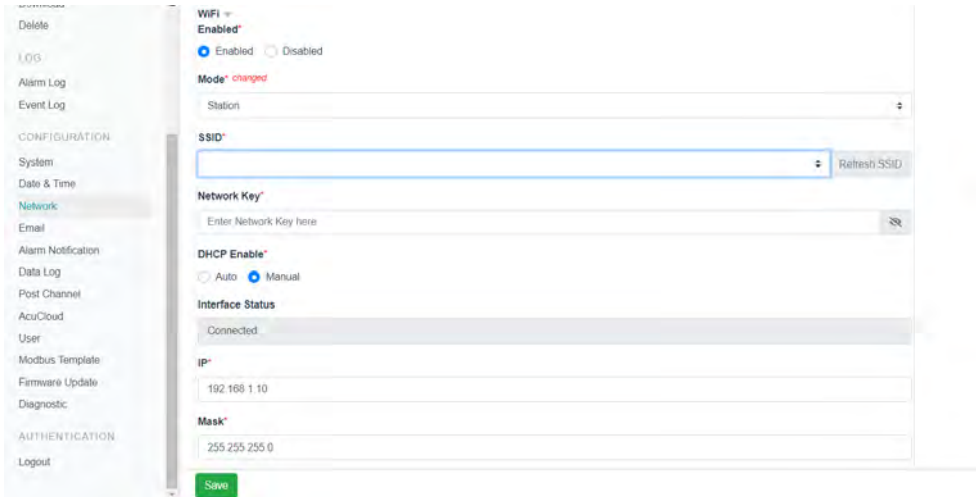 Delete
LOG
Alarm Log
Event Log
CONFIGURATION
System
Date & Time
Network
Email
Alarm Notification
Data Log
Post Channel
AcuCloud
User
Modbus Template
Firmware Update
Diagnostic
AUTHENTICATION
Logout
WiFi
Enabled*
Enabled Disabled
Mode* changed
Station
SSID*
Refresh SSID
Network Key*
Enter Network Key here
DHCP Enable*
Auto Manual
Interface Status
Connected
IP*
192.168.1.10
Mask*
255.255.255.0
Save